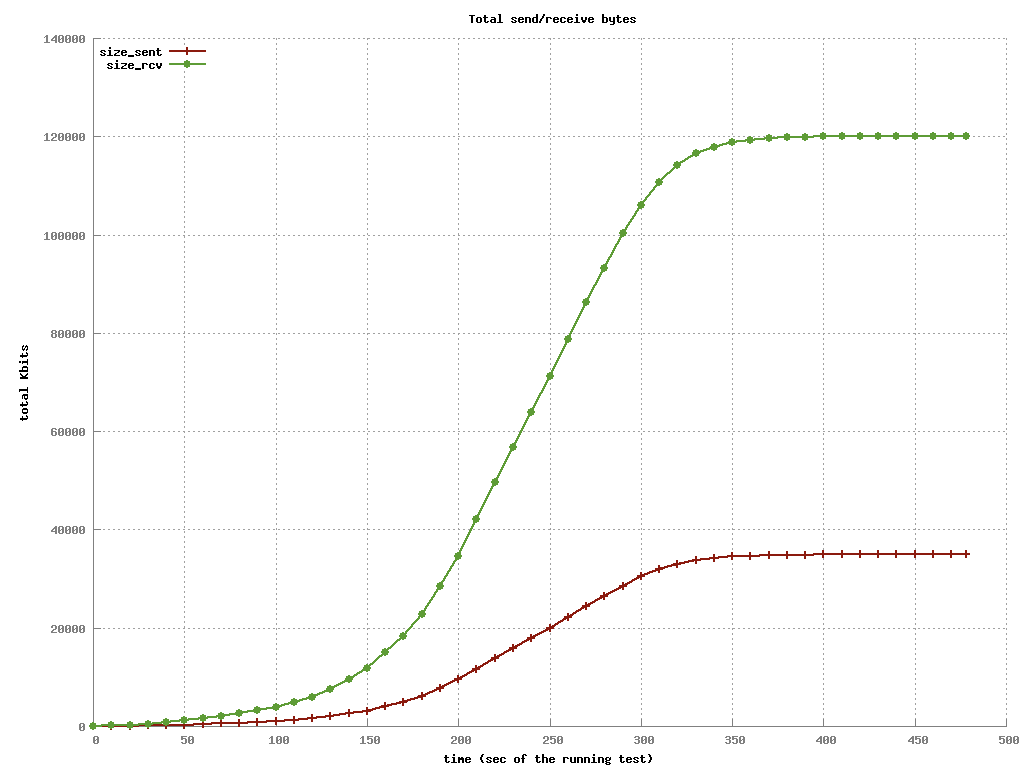 Total send/receive bytes
140000
size_sent
size_rcv
120000
100000
80000
total Kbits
60000
40000
20000
0
0 50 100 150 200 250 300 350 400 450 500
time (sec of the running test)